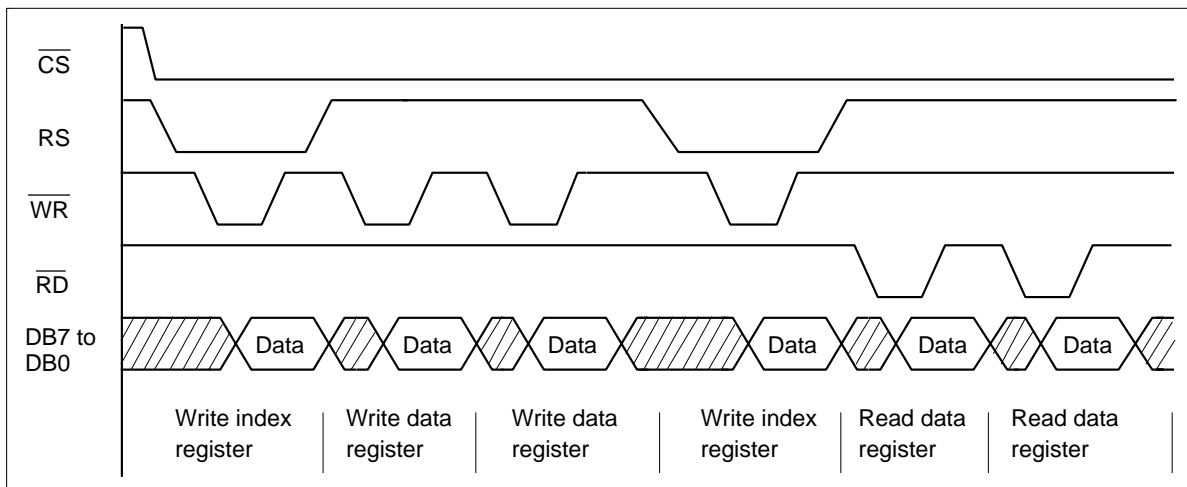 CS
RS
WR
RD
DB7 to
DB0
Data
Data
Data
Data
Data
Data
Write index
register
Write data
register
Write data
register
Write index
register
Read data
register
Read data
register